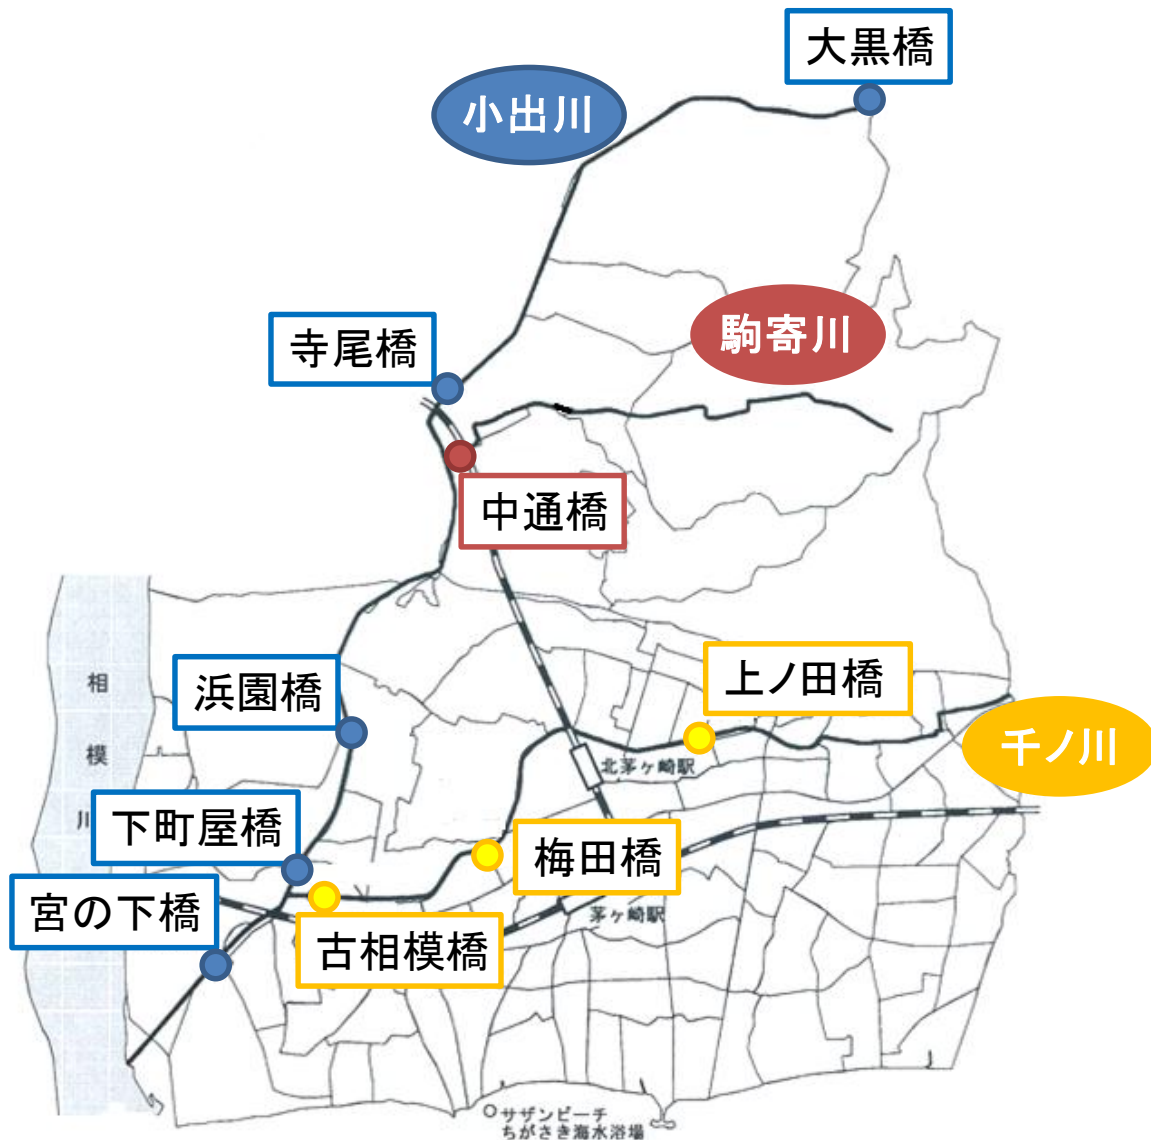 大黒橋
小出川
駒寄川
寺尾橋
中通橋
上ノ田橋
浜園橋
千ノ川
相模川
北茅ヶ崎駅
下町屋橋
梅田橋
宮の下橋
茅ヶ崎駅
古相模橋
サザンビーチ
ちがさき海水浴場